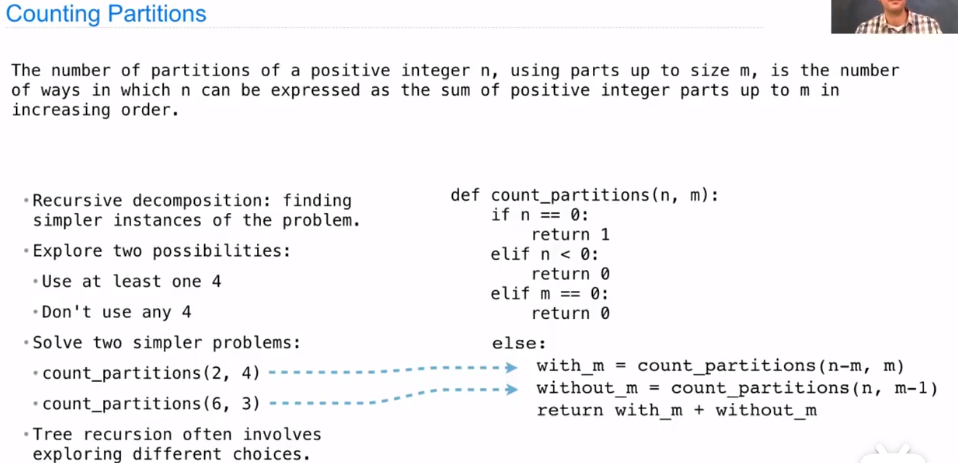 Counting Partitions
The number of partitions of a positive integer n, using parts up to size m, is the number
of ways in which n can be expressed as the sum of positive integer parts up to m in
increasing order.
•Recursive decomposition: finding
simpler instances of the problem.
•Explore two possibilities:
•Use at least one 4
•Don't use any 4
•Solve two simpler problems:
•count_partitions(2, 4)
•count_partitions(6, 3)
•Tree recursion often involves
exploring different choices.
def count_partitions(n, m):
    if n == 0:
        return 1
    elif n < 0:
        return 0
    elif m == 0:
        return 0
    else:
        with_m = count_partitions(n-m, m)
        without_m = count_partitions(n, m-1)
        return with_m + without_m